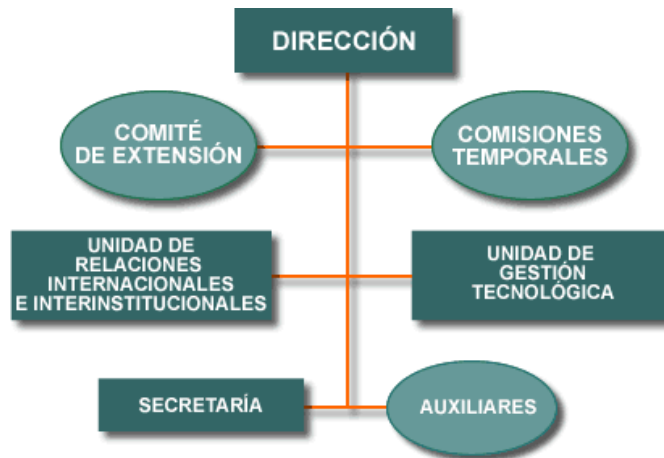 DIRECCIÓN
COMITÉ
DE EXTENSIÓN
COMISIONES
TEMPORALES
UNIDAD DE
RELACIONES
INTERNACIONALES
E INTERINSTITUCIONALES
UNIDAD DE
GESTIÓN
TECNOLÓGICA
SECRETARÍA
AUXILIARES